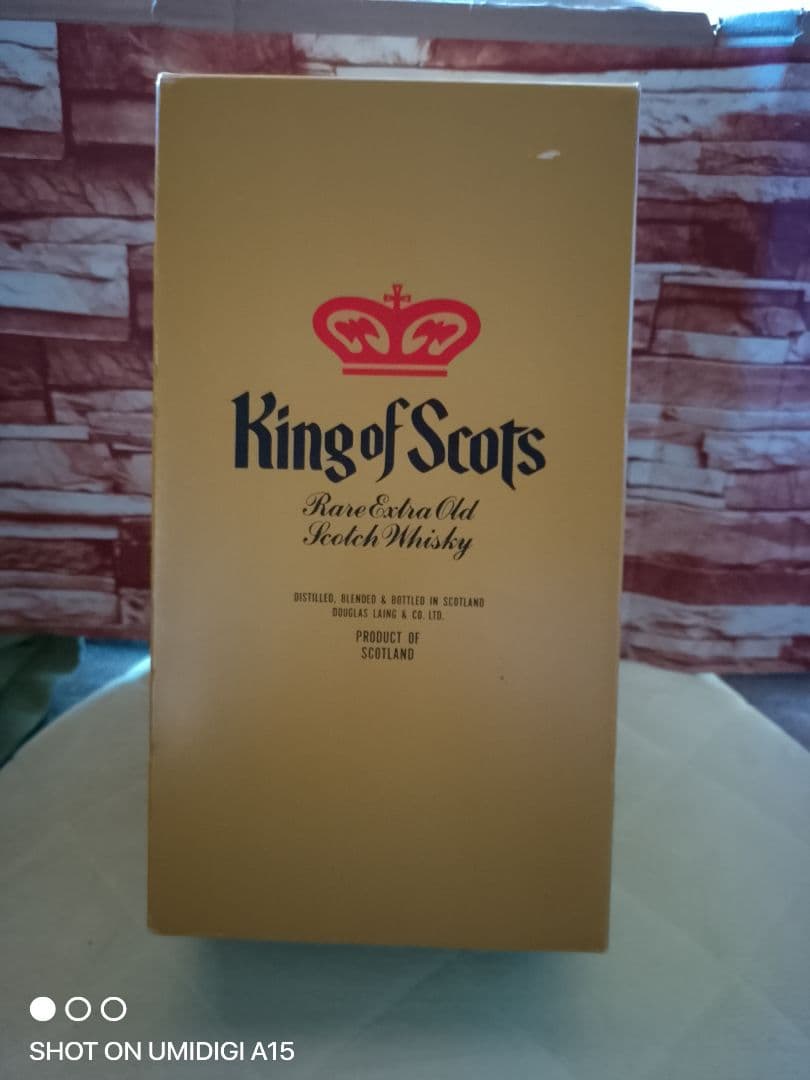 King of Scots
Rare Extra Old
Scotch Whisky
DISTILLED, BLENDED & BOTTLED IN SCOTLAND
DOUGLAS LAING & CO. LTD.
PRODUCT OF
SCOTLAND
SHOT ON UMIDIGI A15